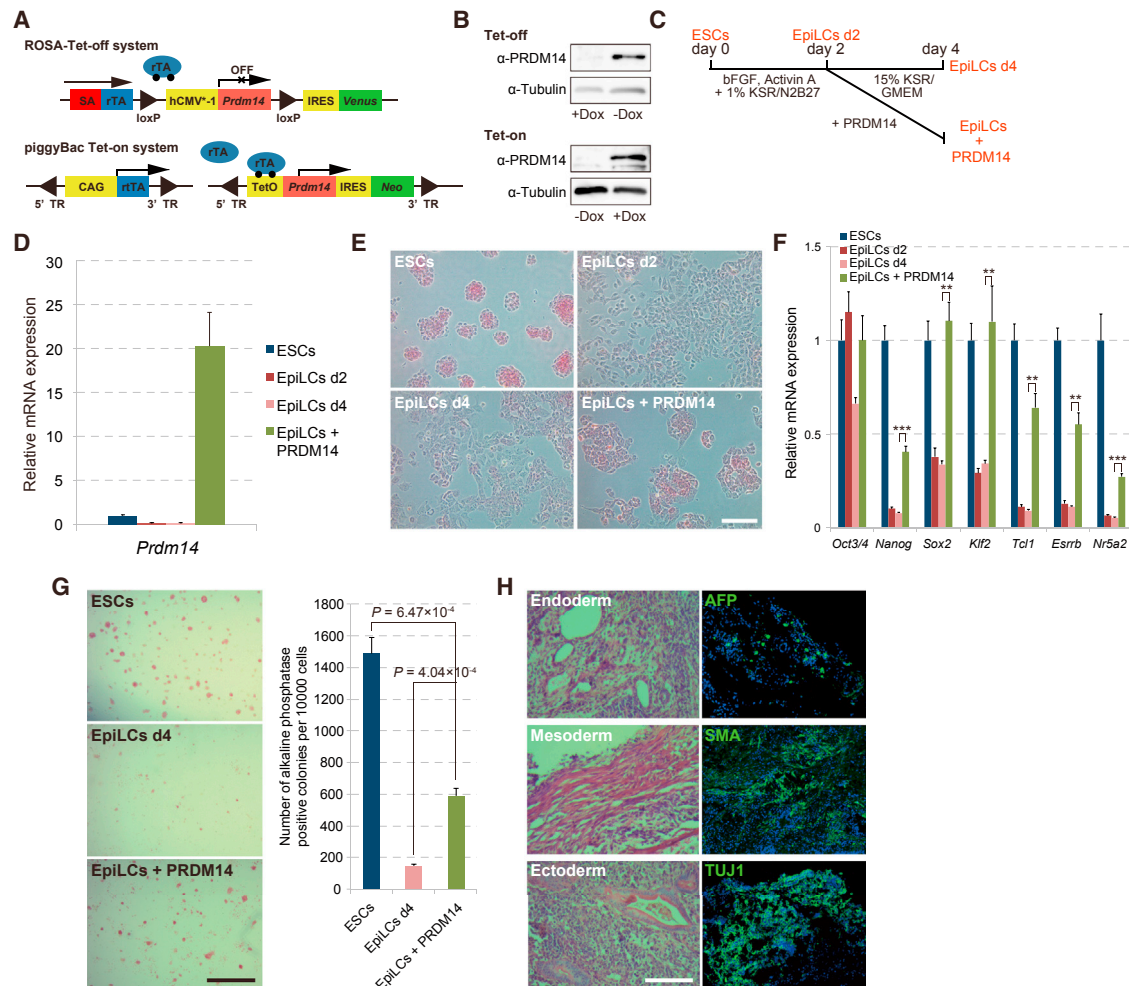 A
ROSA-Tet-off system
rTA
OFF
SA rTA hCMV*-1 Prdm14 IRES Venus
loxP loxP
piggyBac Tet-on system
rTA
rTA
CAG rtTA TetO Prdm14 IRES Neo
5' TR 3' TR 5' TR 3' TR
B
Tet-off
α-PRDM14
α-Tubulin
+Dox -Dox
Tet-on
α-PRDM14
α-Tubulin
-Dox +Dox
C
ESCs EpiLCs d2
day 0 day 2 day 4
EpiLCs d4
bFGF, Activin A
+ 1% KSR/N2B27
15% KSR/
GMEM
+ PRDM14
EpiLCs
+
PRDM14
D
Relative mRNA expression
30
25
20
15
10
5
0
Prdm14
ESCs
EpiLCs d2
EpiLCs d4
EpiLCs +
PRDM14
E
ESCs
EpiLCs d2
EpiLCs d4
EpiLCs + PRDM14
F
ESCs
EpiLCs d2
EpiLCs d4
EpiLCs + PRDM14
Relative mRNA expression
1.5
1
0.5
0
***
**
**
**
**
***
Oct3/4 Nanog Sox2 Klf2 Tcl1 Esrrb Nr5a2
G
ESCs
EpiLCs d4
EpiLCs + PRDM14
Number of alkaline phosphatase
positive colonies per 10000 cells
1800
1600
1400
1200
1000
800
600
400
200
0
P = 6.47×10-4
P = 4.04×10-4
ESCs
EpiLCs d4
EpiLCs + PRDM14
H
Endoderm
AFP
Mesoderm
SMA
Ectoderm
TUJ1